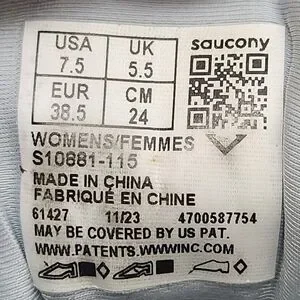 USA UK saucony
7.5 5.5
EUR CM
38.5 24
WOMENS/FEMMES
S10881-115
MADE IN CHINA
FABRIQUÉ EN CHINE
61427 11/23 4700587754
MAY BE COVERED BY US PAT.
WWW.PATENTS.WWWINC.COM